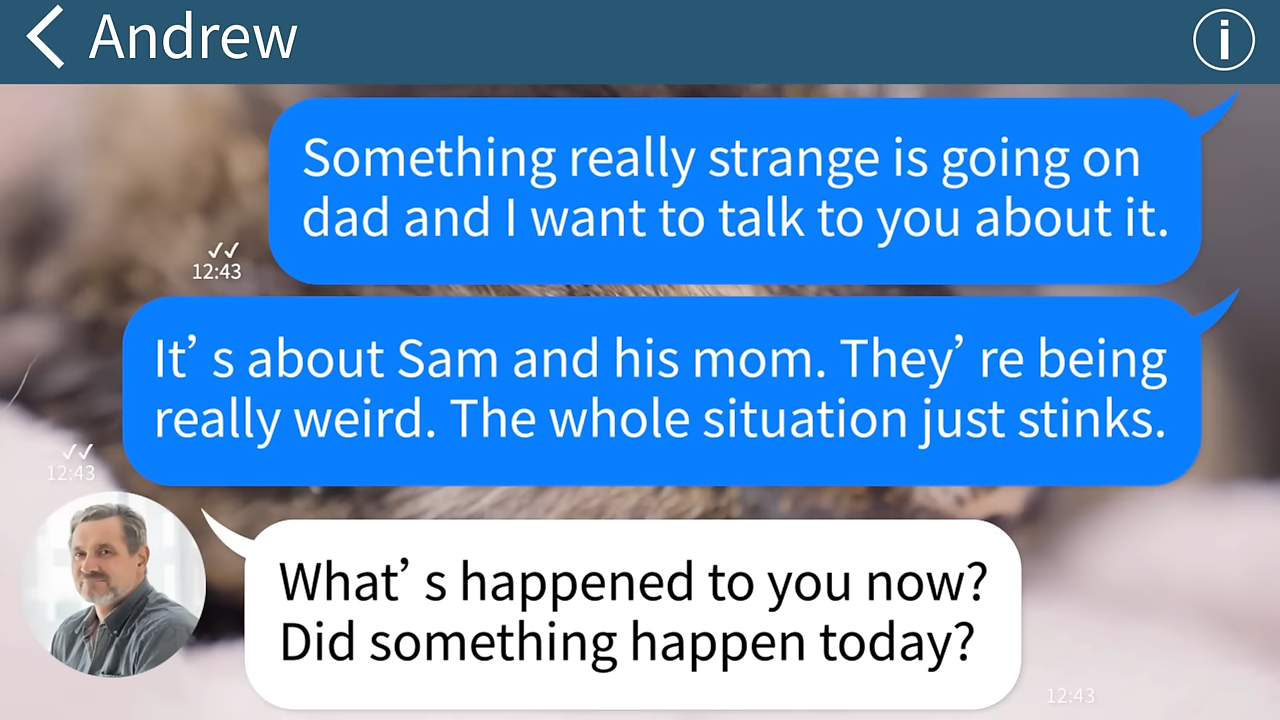 Andrew
Something really strange is going on
dad and I want to talk to you about it.
12:43
It’s about Sam and his mom. They’re being
really weird. The whole situation just stinks.
12:43
What’s happened to you now?
Did something happen today?
12:43